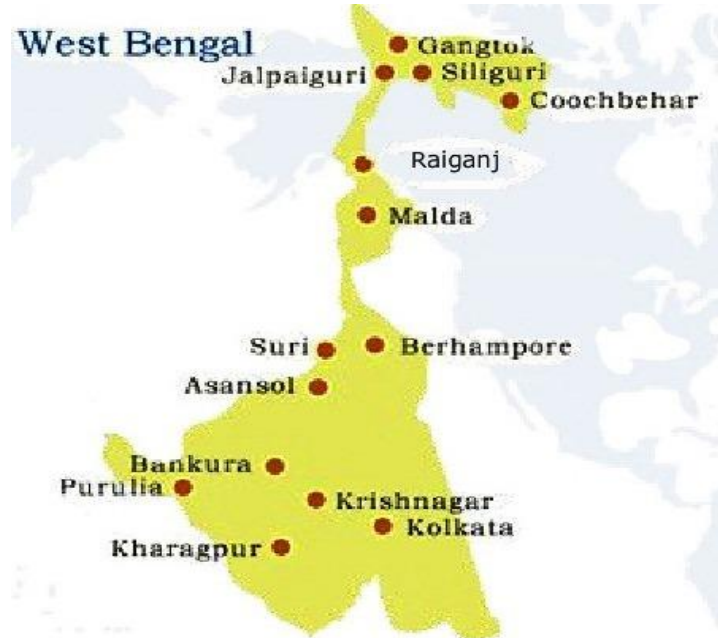 West Bengal
Gangtok
Jalpaiguri
Siliguri
Coochbehar
Raiganj
Malda
Suri
Berhampore
Asansol
Bankura
Purulia
Krishnagar
Kolkata
Kharagpur